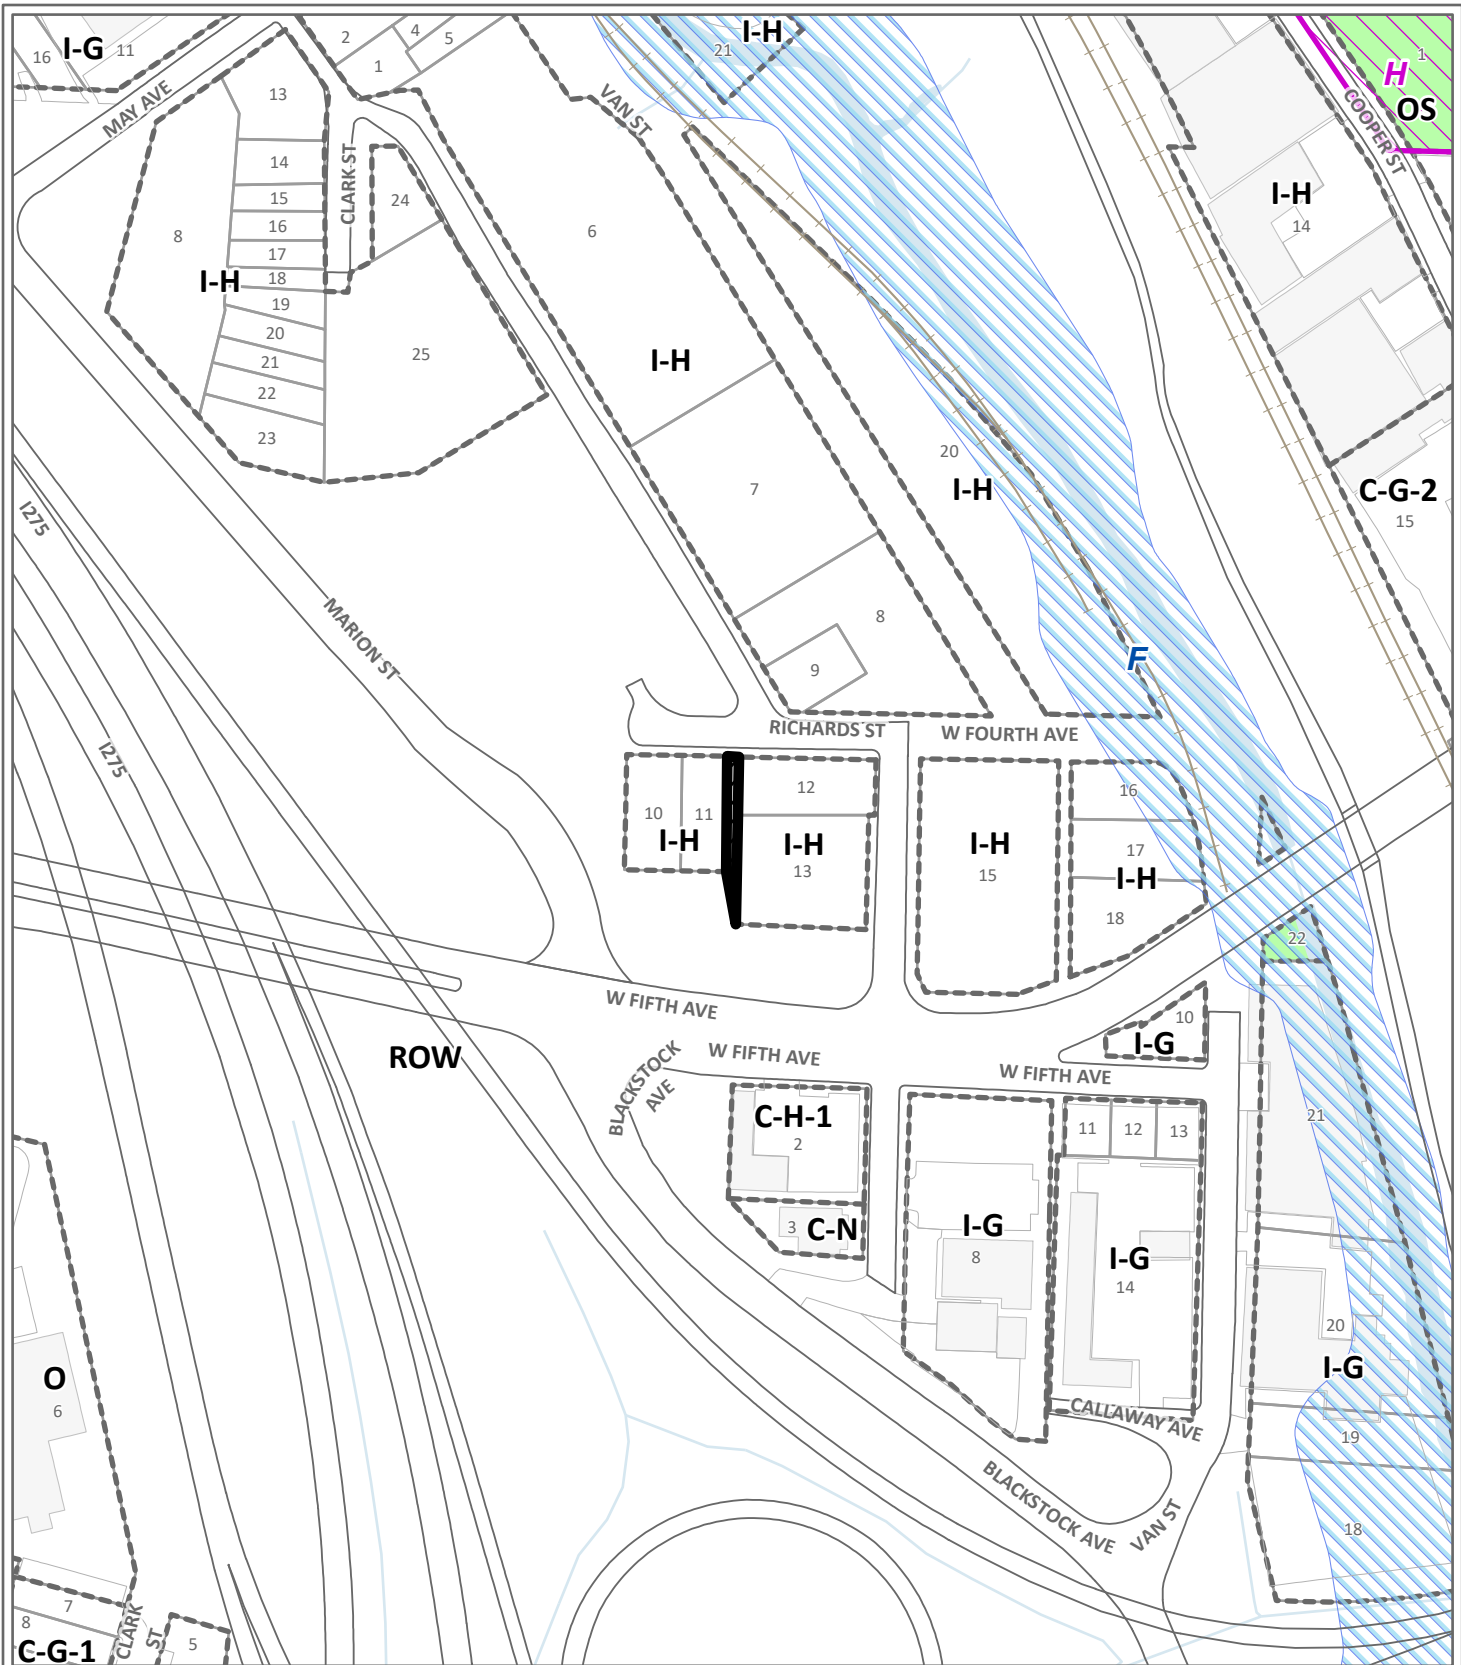 16
I-G
11
2
4
5
1
I-H
21
1
H
OS
MAY AVE
13
VAN ST
COOPER ST
14
CLARK ST
24
15
16
I-H
14
8
6
17
I-H
18
19
20
21
25
I-H
22
23
20
7
I-H
C-G-2
15
I275
MARION ST
8
9
F
RICHARDS ST
W FOURTH AVE
I275
12
16
10
11
I-H
I-H
13
I-H
15
17
I-H
18
22
W FIFTH AVE
10
I-G
ROW
BLACKSTOCK
AVE
W FIFTH AVE
W FIFTH AVE
C-H-1
2
11
12
13
21
3
C-N
I-G
8
I-G
14
20
I-G
O
6
CALLAWAY AVE
19
BLACKSTOCK AVE
VAN ST
18
7
8
C-G-1
CLARK
ST
5